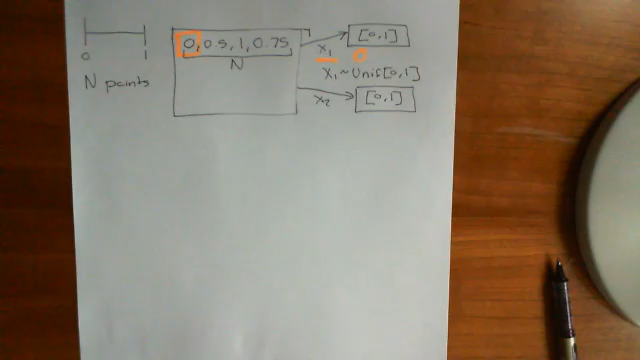 0 1
N points
0, 0.5, 1, 0.75
N
x₁
[0,1]
0
X₁ ~ Unif[0,1]
x₂
[0,1]